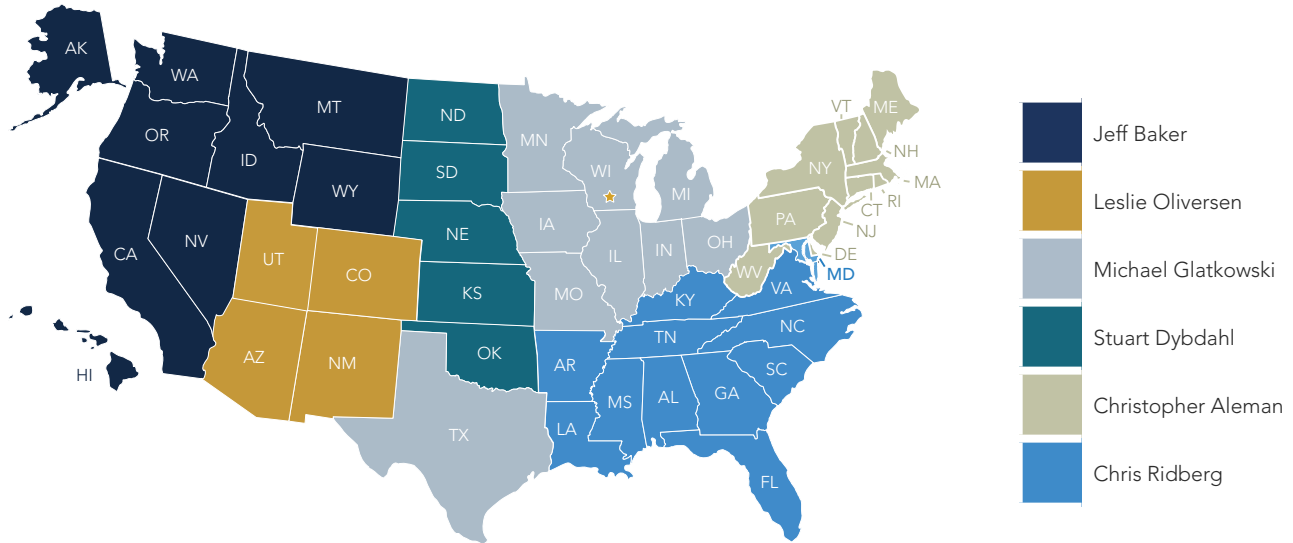 AK
WA
OR
ID
MT
WY
CA
NV
HI
UT
CO
AZ
NM
ND
SD
NE
KS
OK
TX
MN
WI
MI
IA
IL
IN
OH
MO
KY
VA
TN
NC
AR
SC
MS
AL
GA
LA
FL
VT
ME
NY
NH
MA
RI
CT
PA
NJ
DE
MD
WV
Jeff Baker
Leslie Oliversen
Michael Glatkowski
Stuart Dybdahl
Christopher Aleman
Chris Ridberg